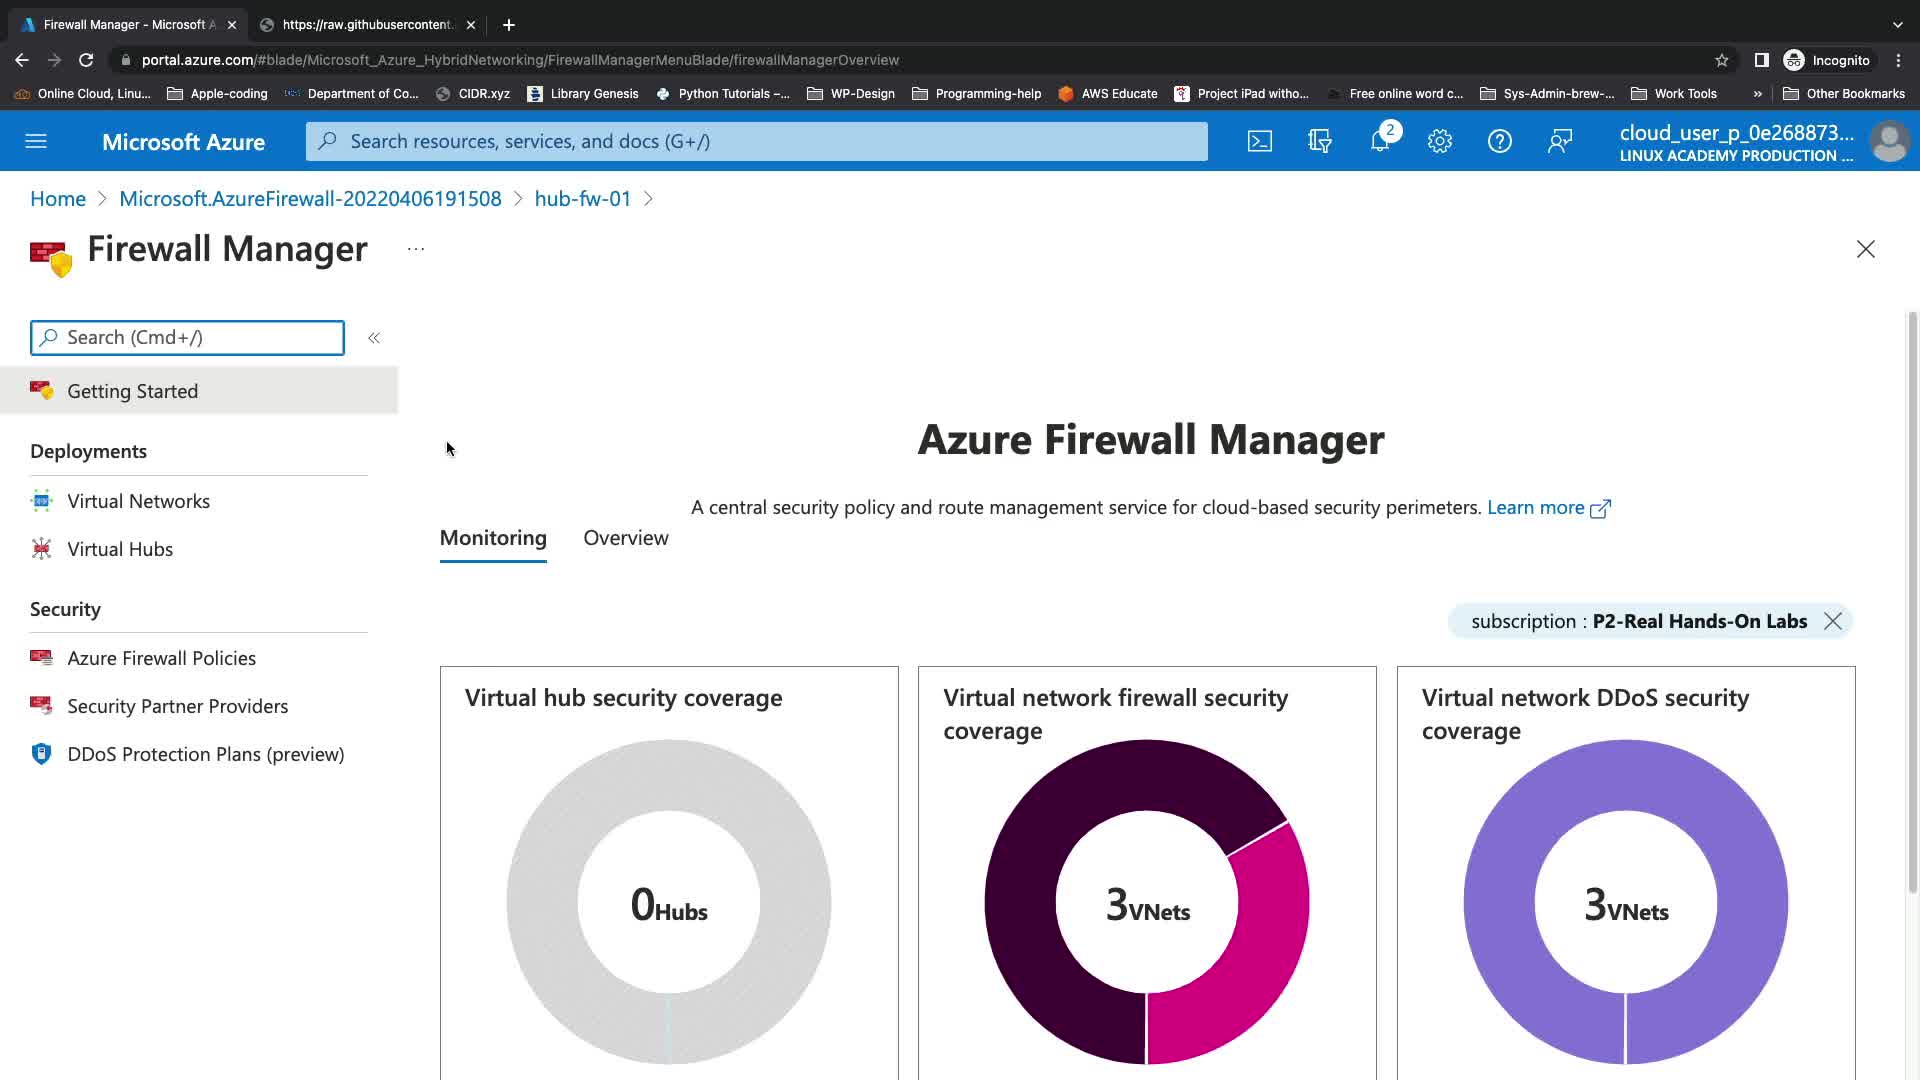 Firewall Manager - Microsoft A
https://raw.githubusercontent.
portal.azure.com/#blade/Microsoft_Azure_HybridNetworking/FirewallManagerMenuBlade/firewallManagerOverview
Incognito
Online Cloud, Linu...
Apple-coding
Department of Co...
CIDR.xyz
Library Genesis
Python Tutorials –...
WP-Design
Programming-help
AWS Educate
Project iPad witho...
Free online word c...
Sys-Admin-brew-...
Work Tools
»
Other Bookmarks
Microsoft Azure
Search resources, services, and docs (G+/)
2
cloud_user_p_0e268873...
LINUX ACADEMY PRODUCTION ...
Home > Microsoft.AzureFirewall-20220406191508 > hub-fw-01 >
Firewall Manager
...
Search (Cmd+/)
«
Getting Started
Deployments
Virtual Networks
Virtual Hubs
Security
Azure Firewall Policies
Security Partner Providers
DDoS Protection Plans (preview)
Azure Firewall Manager
A central security policy and route management service for cloud-based security perimeters. Learn more
Monitoring
Overview
subscription : P2-Real Hands-On Labs
Virtual hub security coverage
0Hubs
Virtual network firewall security
coverage
3VNets
Virtual network DDoS security
coverage
3VNets